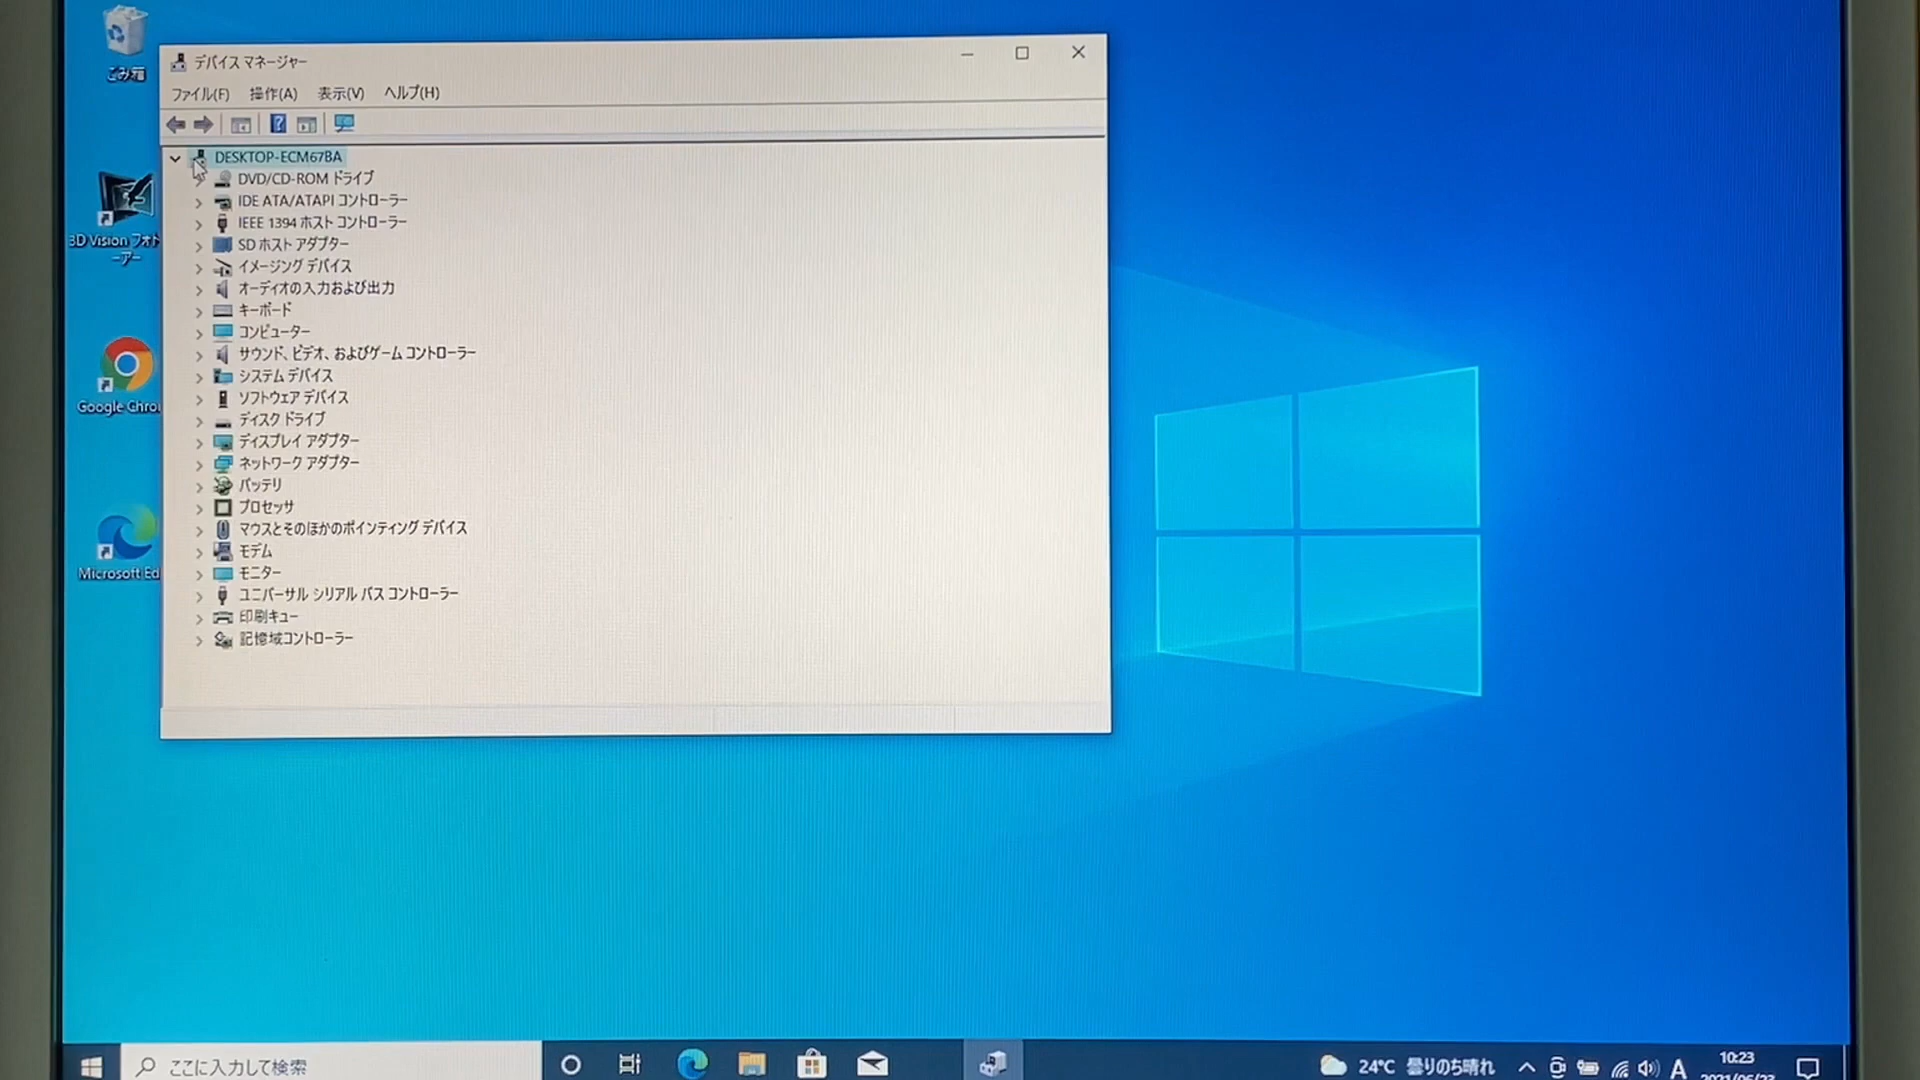 ごみ箱
デバイス マネージャー
ファイル(F) 操作(A) 表示(V) ヘルプ(H)
DESKTOP-ECM67BA
DVD/CD-ROM ドライブ
IDE ATA/ATAPI コントローラー
IEEE 1394 ホスト コントローラー
SD ホスト アダプター
イメージング デバイス
オーディオの入力および出力
キーボード
コンピューター
サウンド、ビデオ、およびゲーム コントローラー
システム デバイス
ソフトウェア デバイス
ディスク ドライブ
ディスプレイ アダプター
ネットワーク アダプター
バッテリ
プロセッサ
マウスとそのほかのポインティング デバイス
モデム
モニター
ユニバーサル シリアル バス コントローラー
印刷キュー
記憶域コントローラー
3D Vision フォト
ーアー
Google Chro
Microsoft Ed
ここに入力して検索
24°C 曇りのち晴れ
A
10:23
2021/06/23